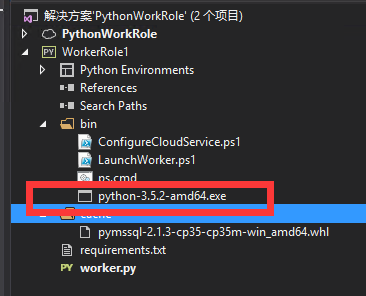 解决方案'PythonWorkRole' (2 个项目)
PythonWorkRole
WorkerRole1
Python Environments
References
Search Paths
bin
ConfigureCloudService.ps1
LaunchWorker.ps1
ps.cmd
python-3.5.2-amd64.exe
cache
pymssql-2.1.3-cp35-cp35m-win_amd64.whl
requirements.txt
worker.py